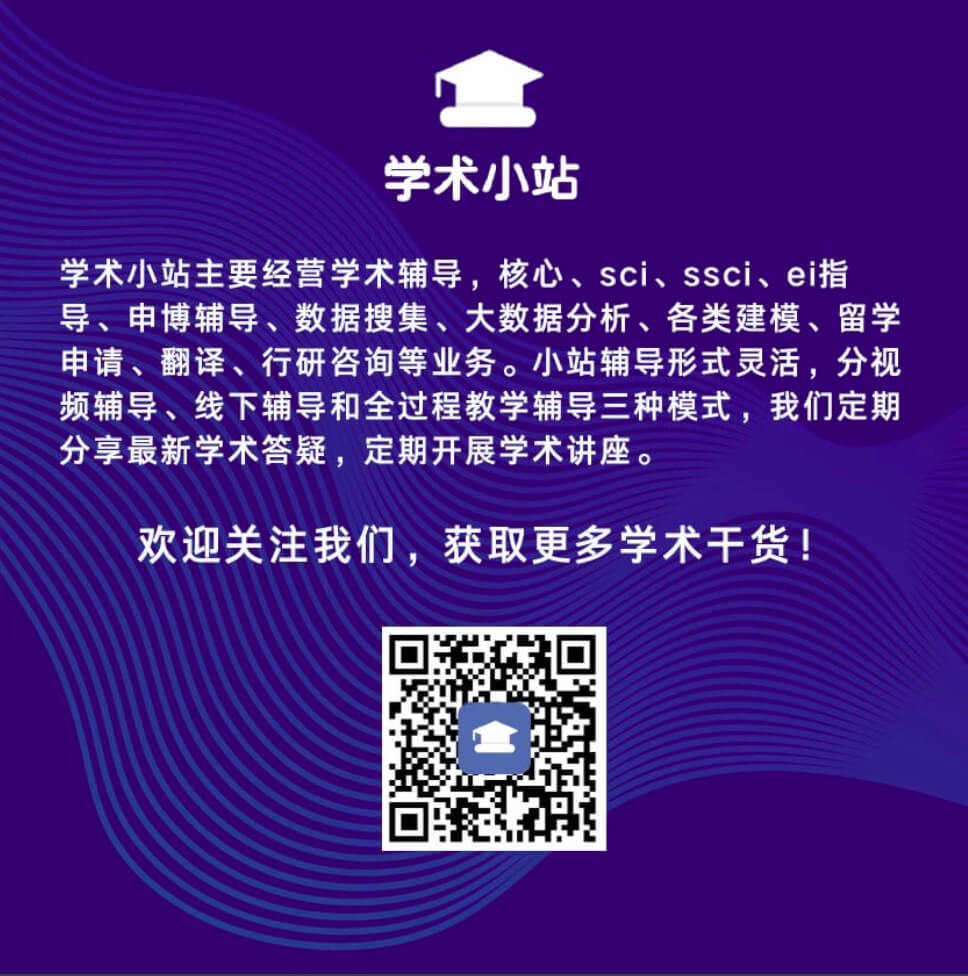 学术小站
学术小站主要经营学术辅导，核心、sci、ssci、ei指
导、申博辅导、数据搜集、大数据分析、各类建模、留学
申请、翻译、行研咨询等业务。小站辅导形式灵活，分视
频辅导、线下辅导和全过程教学辅导三种模式，我们定期
分享最新学术答疑，定期开展学术讲座。
欢迎关注我们，获取更多学术干货！